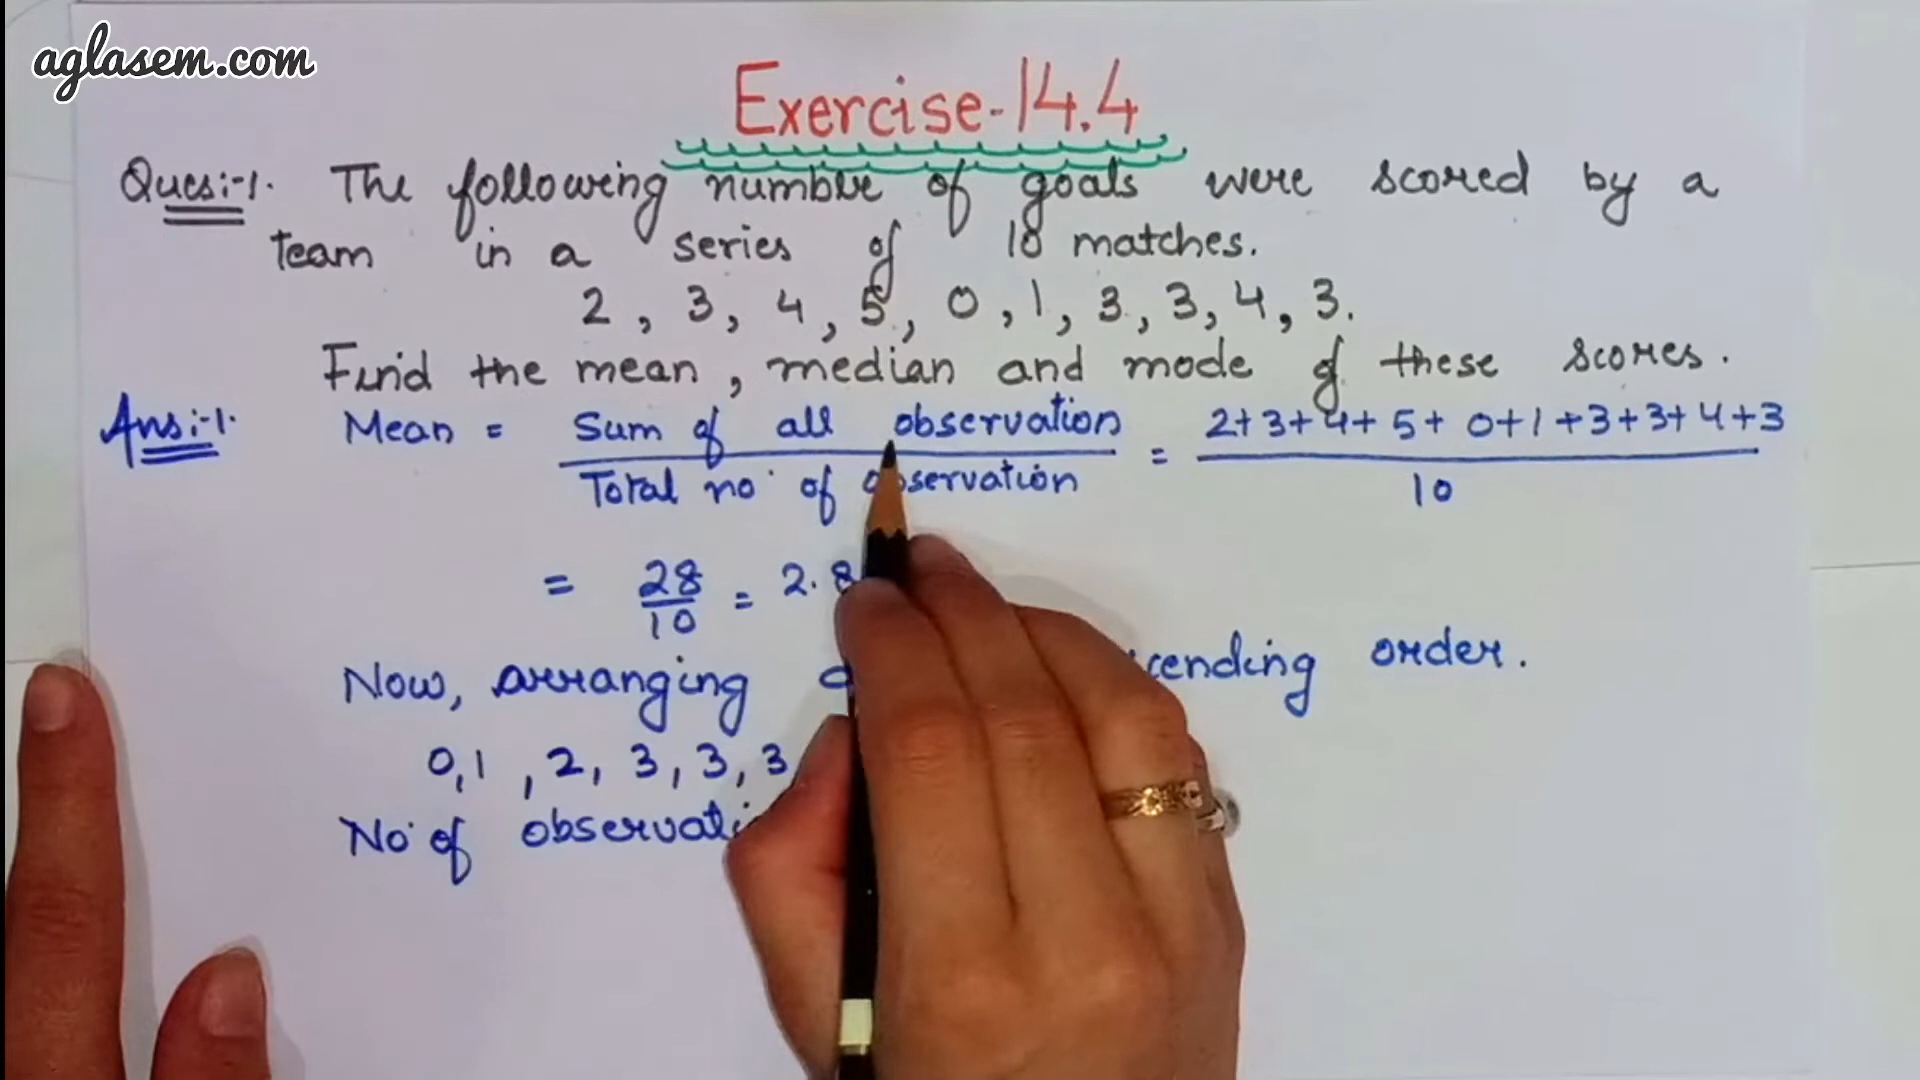 aglasem.com
Exercise-14.4
Ques:-1. The following number of goals were scored by a
team in a series of 10 matches.
2, 3, 4, 5, 0, 1, 3, 3, 4, 3.
Find the mean, median and mode of these scores.
Ans:-1. Mean = Sum of all observation / Total no. of observation = 2+3+4+5+0+1+3+3+4+3 / 10
= 28/10 = 2.8
Now, arranging order.
0, 1, 2, 3, 3, 3
No. of